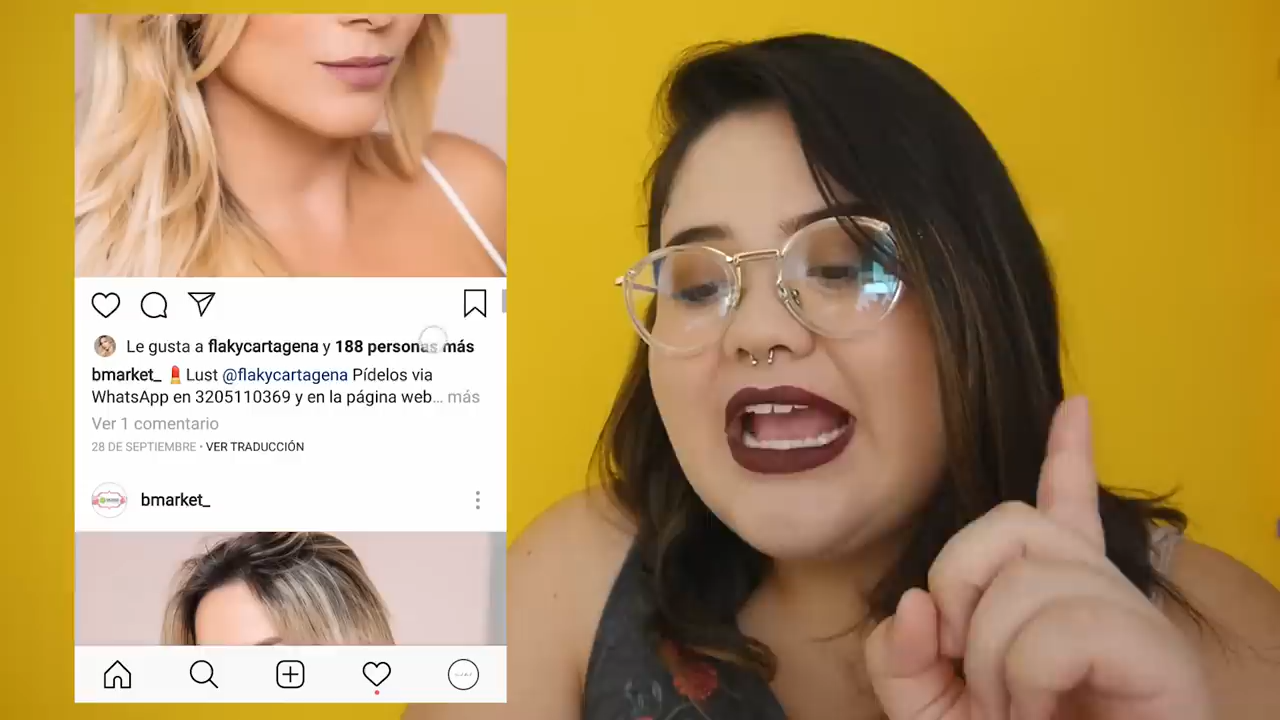 Le gusta a flakycartagena y 188 personas más
bmarket_ 💄Lust @flakycartagena Pídelos via
WhatsApp en 3205110369 y en la página web... más
Ver 1 comentario
28 DE SEPTIEMBRE • VER TRADUCCIÓN
bmarket_